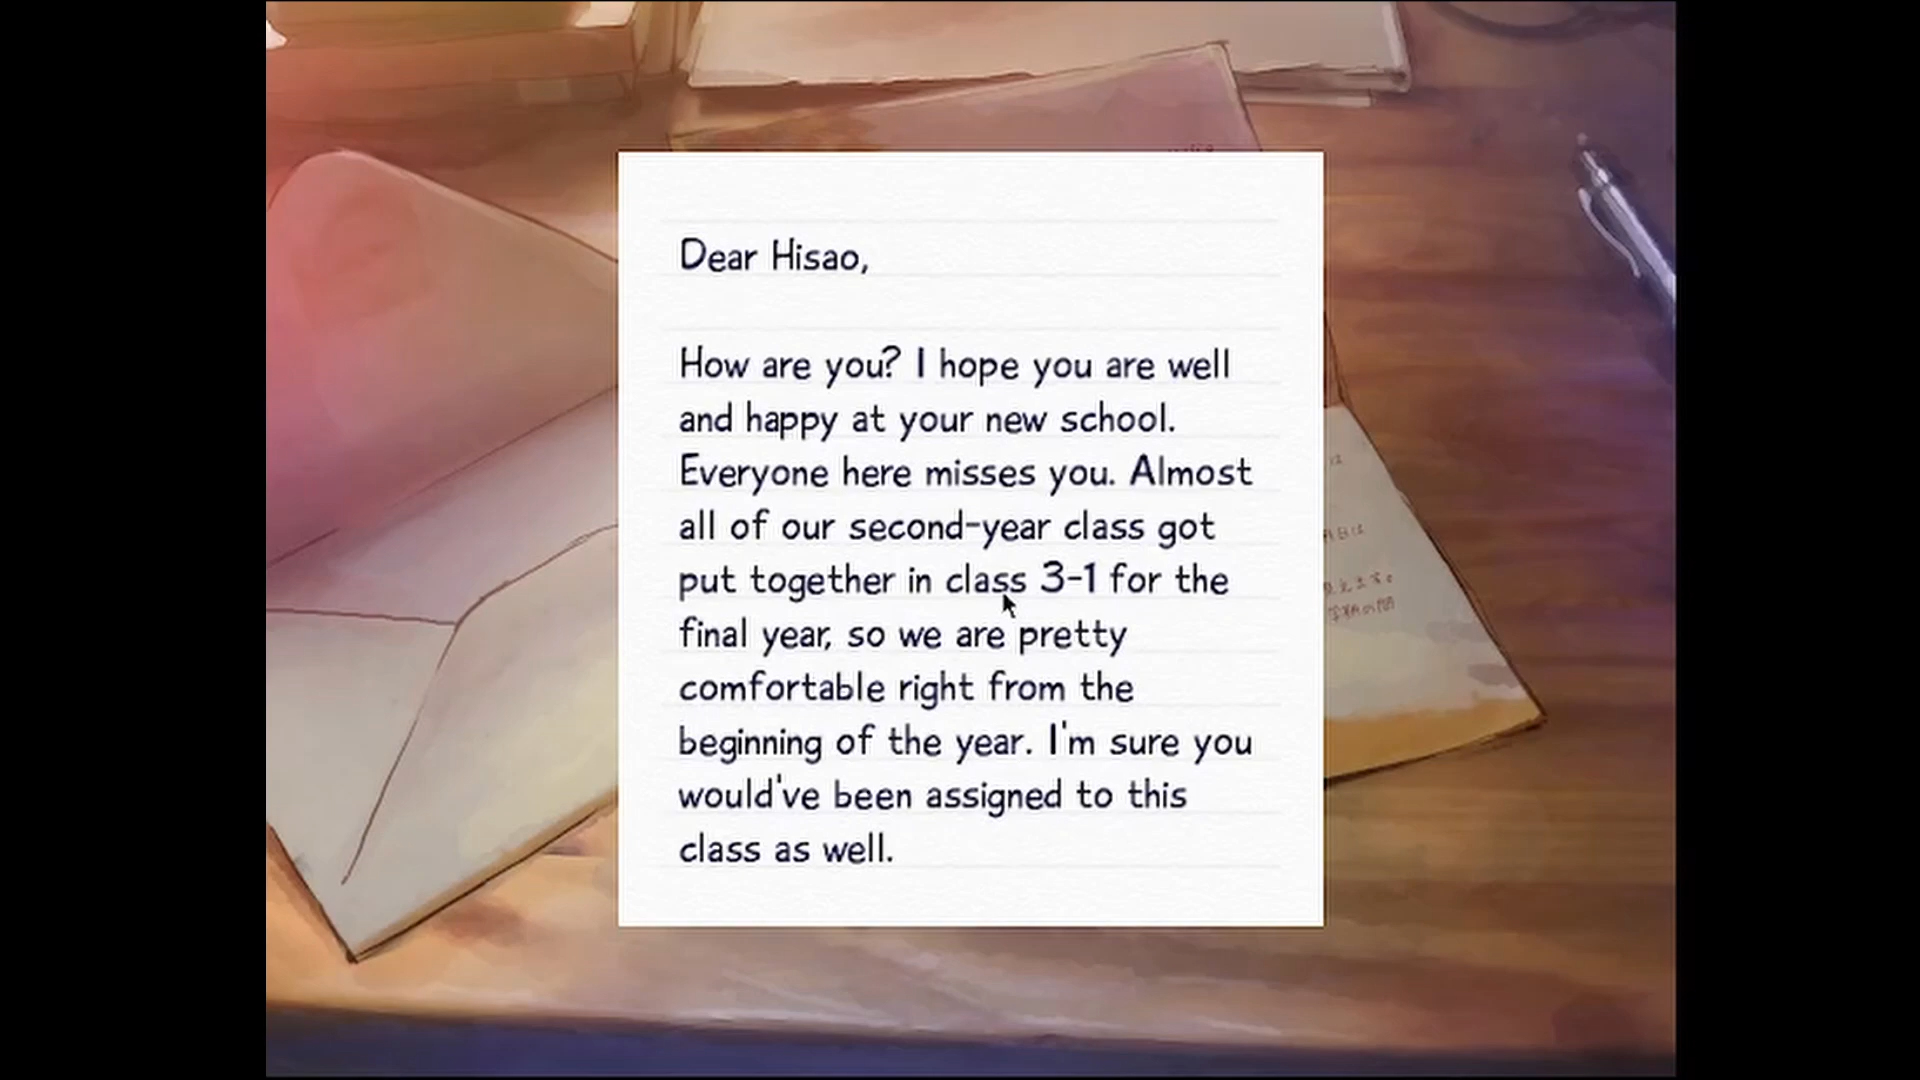 Dear Hisao,
How are you? I hope you are well
and happy at your new school.
Everyone here misses you. Almost
all of our second-year class got
put together in class 3-1 for the
final year, so we are pretty
comfortable right from the
beginning of the year. I'm sure you
would've been assigned to this
class as well.